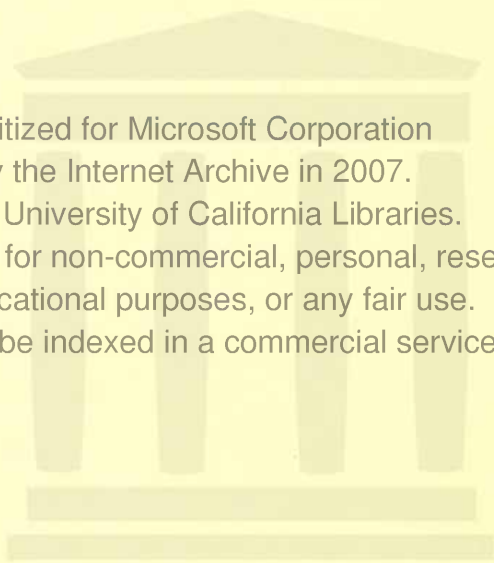 itized for Microsoft Corporation
the Internet Archive in 2007.
University of California Libraries.
for non-commercial, personal, rese
cational purposes, or any fair use.
be indexed in a commercial service